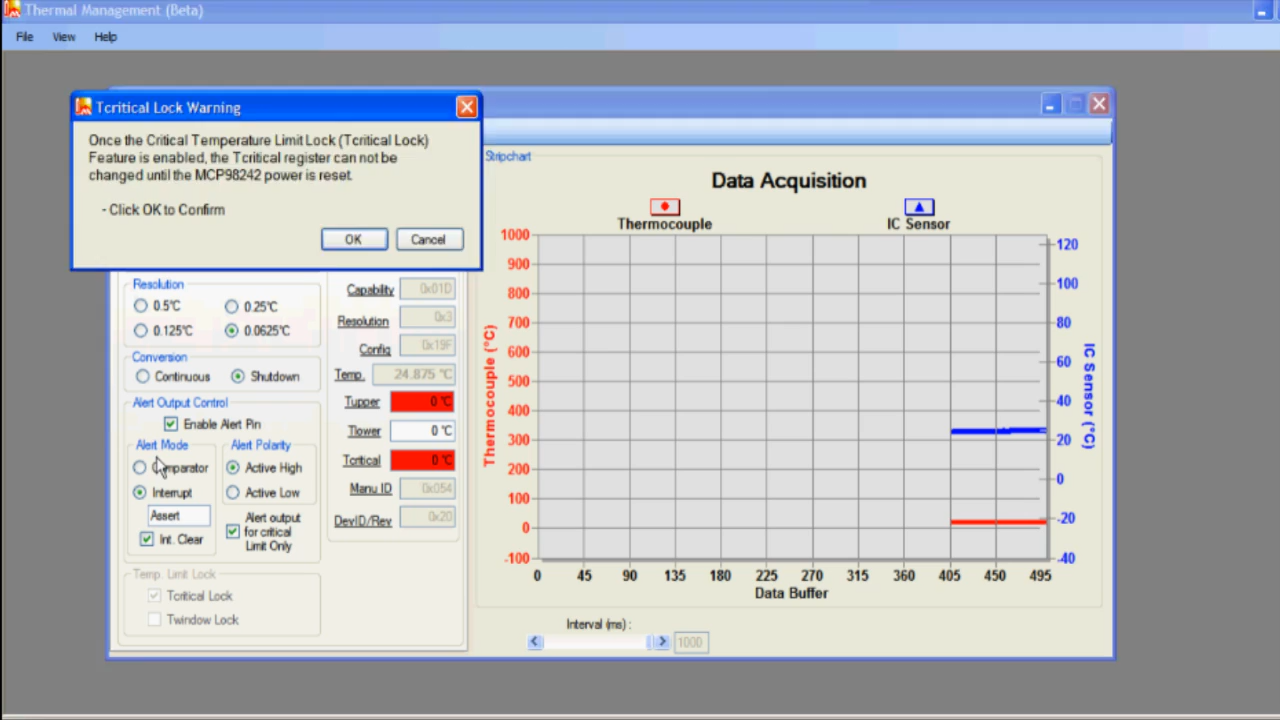 Thermal Management (Beta)
File View Help
Tcritical Lock Warning
Once the Critical Temperature Limit Lock (Tcritical Lock)
Feature is enabled, the Tcritical register can not be
changed until the MCP98242 power is reset.
- Click OK to Confirm
OK Cancel
Resolution
0.5°C 0.25°C
0.125°C 0.0625°C
Conversion
Continuous Shutdown
Alert Output Control
Enable Alert Pin
Alert Mode
Comparator
Interrupt
Assert
Int. Clear
Alert Polarity
Active High
Active Low
Alert output
for critical
Limit Only
Temp. Limit Lock
Tcritical Lock
Twindow Lock
Capability 0x01D
Resolution 0x3
Config 0x19F
Temp. 24.875 °C
Tupper 0 °C
Tlower 0 °C
Tcritical 0 °C
Manu ID 0x054
DevID/Rev 0x20
Stripchart
Data Acquisition
Thermocouple IC Sensor
Thermocouple (°C)
1000
900
800
700
600
500
400
300
200
100
0
-100
120
100
80
60
40
20
0
-20
-40
IC Sensor (°C)
0 45 90 135 180 225 270 315 360 405 450 495
Data Buffer
Interval (ms) :
1000